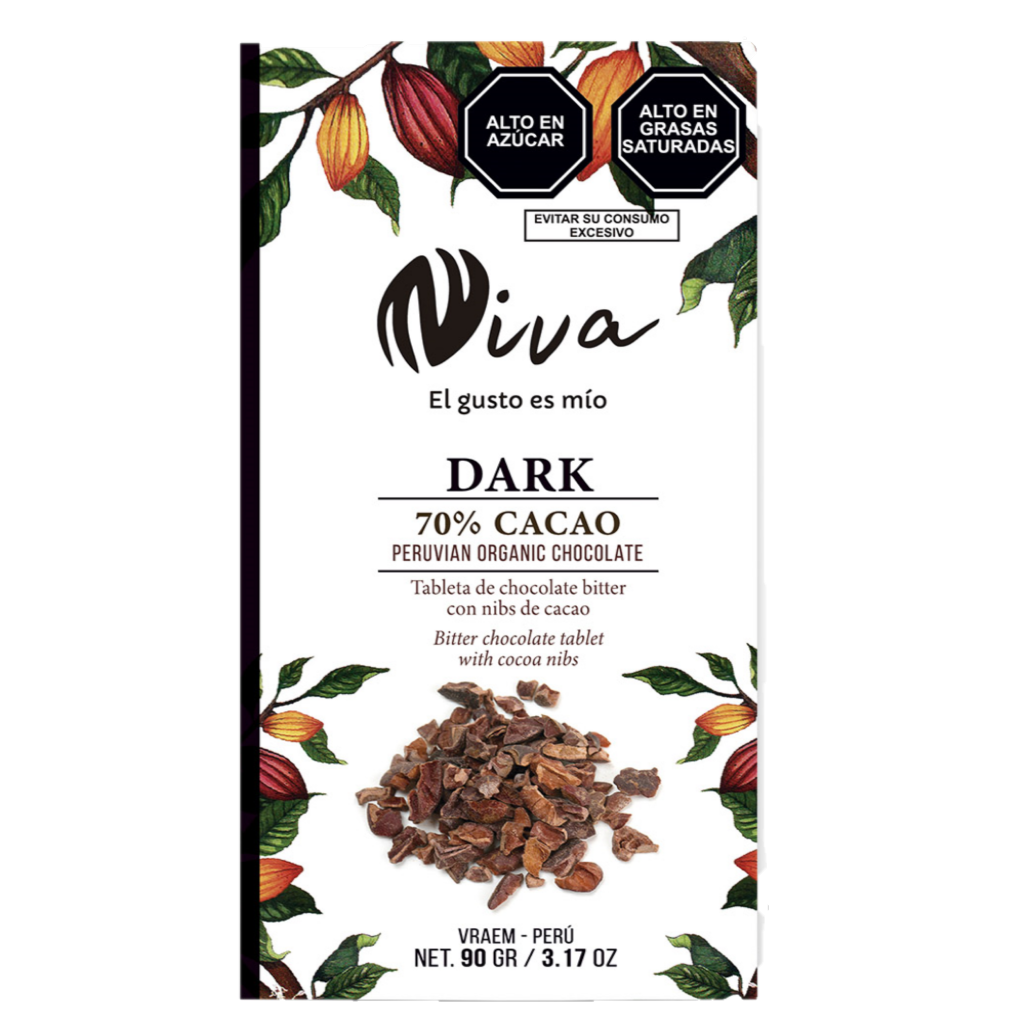 ALTO EN
AZÚCAR
ALTO EN
GRASAS
SATURADAS
EVITAR SU CONSUMO
EXCESIVO
Niva
El gusto es mío
DARK
70% CACAO
PERUVIAN ORGANIC CHOCOLATE
Tableta de chocolate bitter
con nibs de cacao
Bitter chocolate tablet
with cocoa nibs
VRAEM - PERÚ
NET. 90 GR / 3.17 OZ